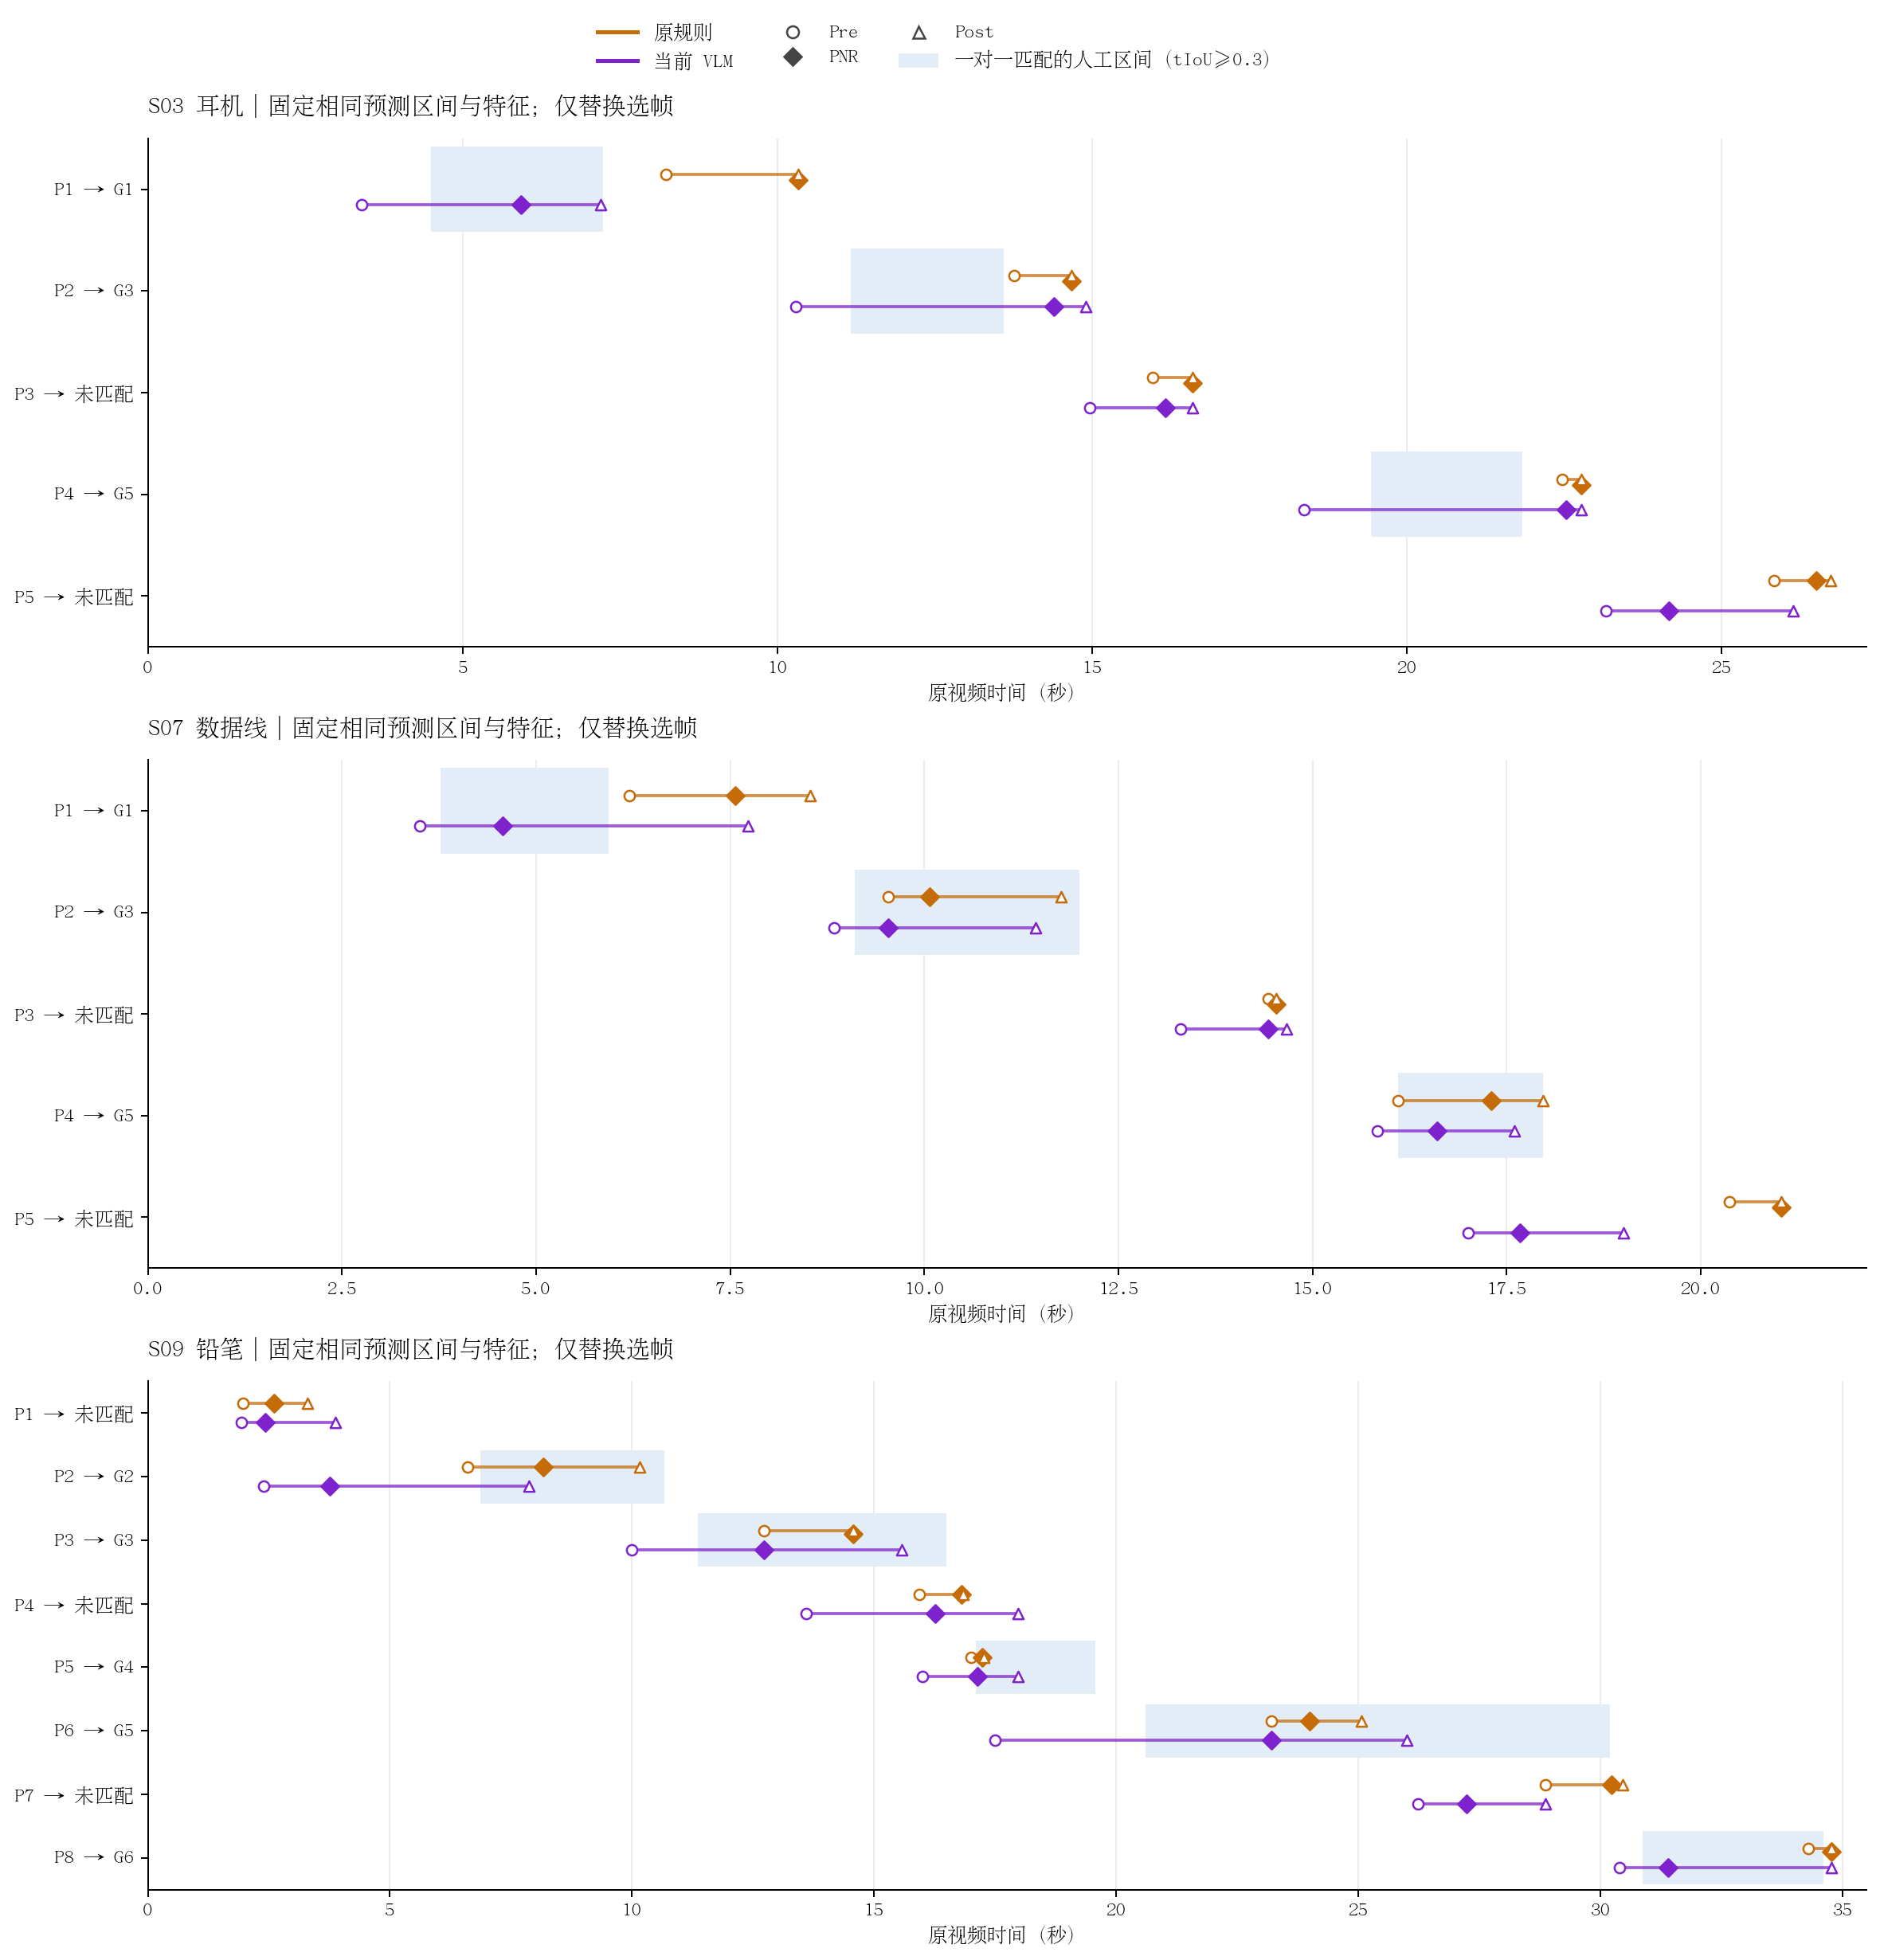 原规则
当前 VLM
Pre
PNR
Post
一对一匹配的人工区间 (tIoU≥0.3)
S03 耳机｜固定相同预测区间与特征；仅替换选帧
P1 → G1
P2 → G3
P3 → 未匹配
P4 → G5
P5 → 未匹配
0 5 10 15 20 25
原视频时间 (秒)
S07 数据线｜固定相同预测区间与特征；仅替换选帧
P1 → G1
P2 → G3
P3 → 未匹配
P4 → G5
P5 → 未匹配
0.0 2.5 5.0 7.5 10.0 12.5 15.0 17.5 20.0
原视频时间 (秒)
S09 铅笔｜固定相同预测区间与特征；仅替换选帧
P1 → 未匹配
P2 → G2
P3 → G3
P4 → 未匹配
P5 → G4
P6 → G5
P7 → 未匹配
P8 → G6
0 5 10 15 20 25 30 35
原视频时间 (秒)